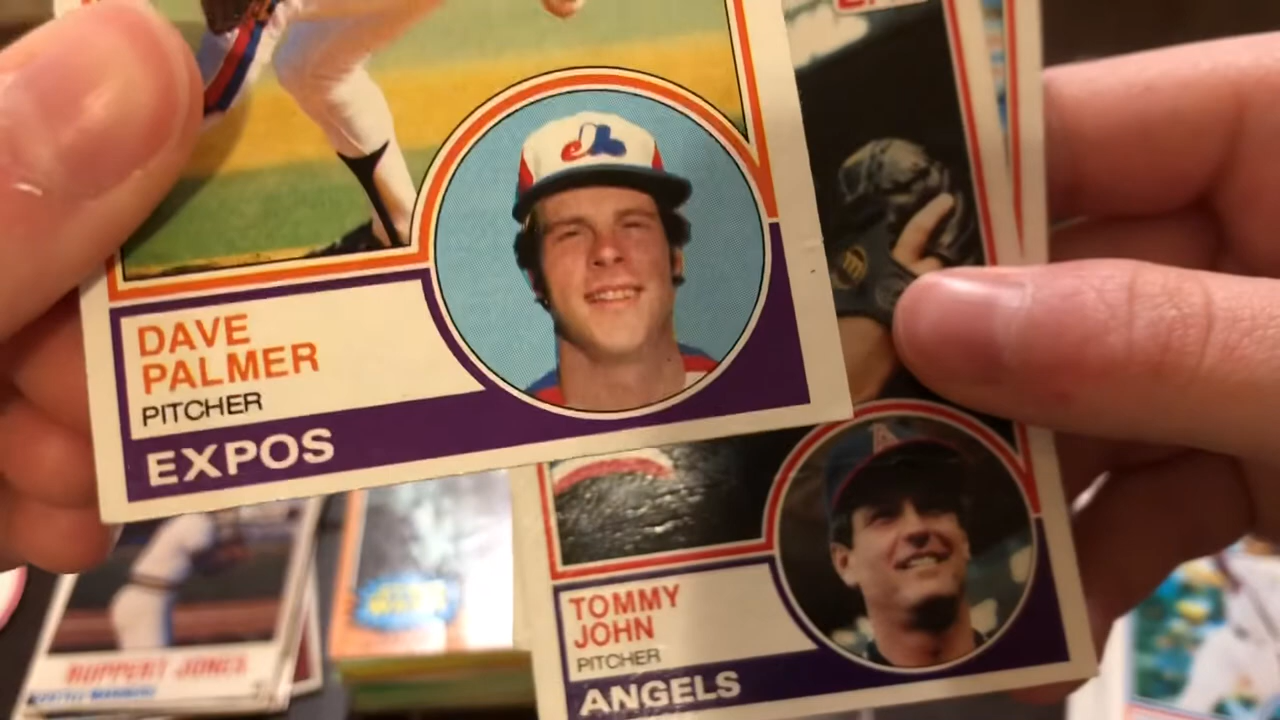 DAVE
PALMER
PITCHER
EXPOS
TOMMY
JOHN
PITCHER
ANGELS
RUPPERT JONES